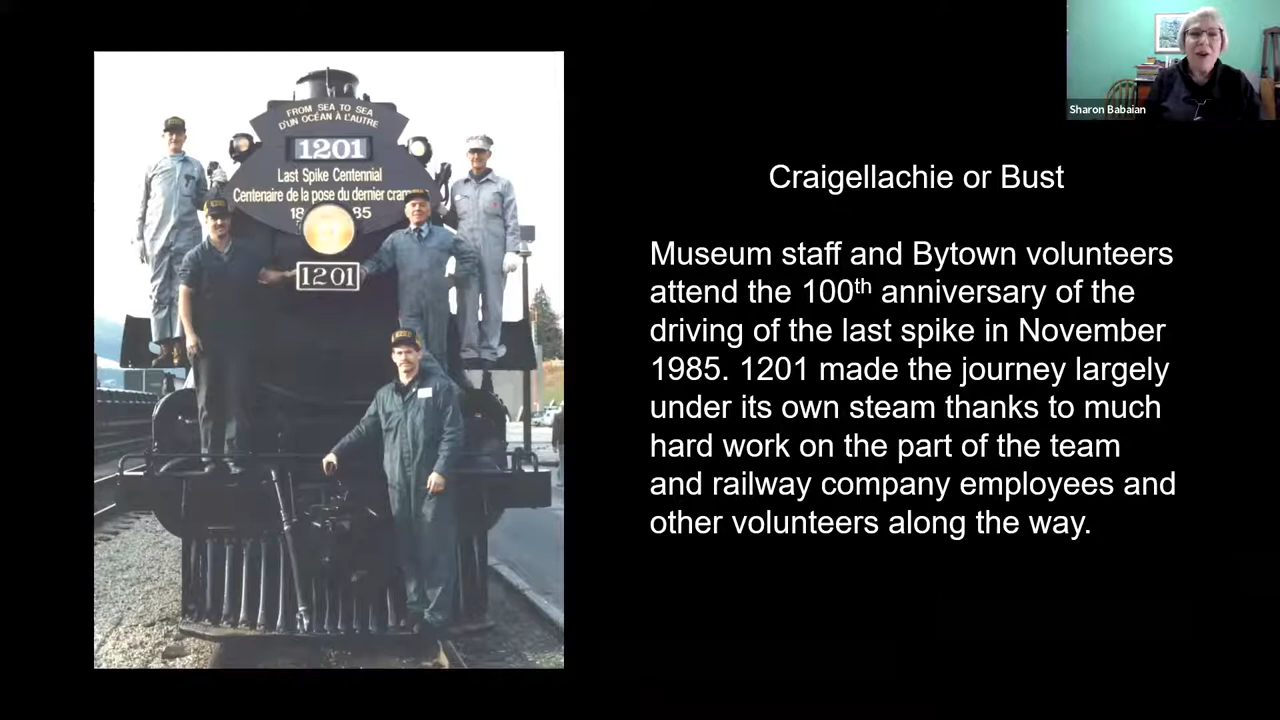 FROM SEA TO SEA
D'UN OCÉAN À L'AUTRE
1201
Last Spike Centennial
Centenaire de la pose du dernier cram
18 85
1201
Sharon Babaian
Craigellachie or Bust
Museum staff and Bytown volunteers
attend the 100th anniversary of the
driving of the last spike in November
1985. 1201 made the journey largely
under its own steam thanks to much
hard work on the part of the team
and railway company employees and
other volunteers along the way.